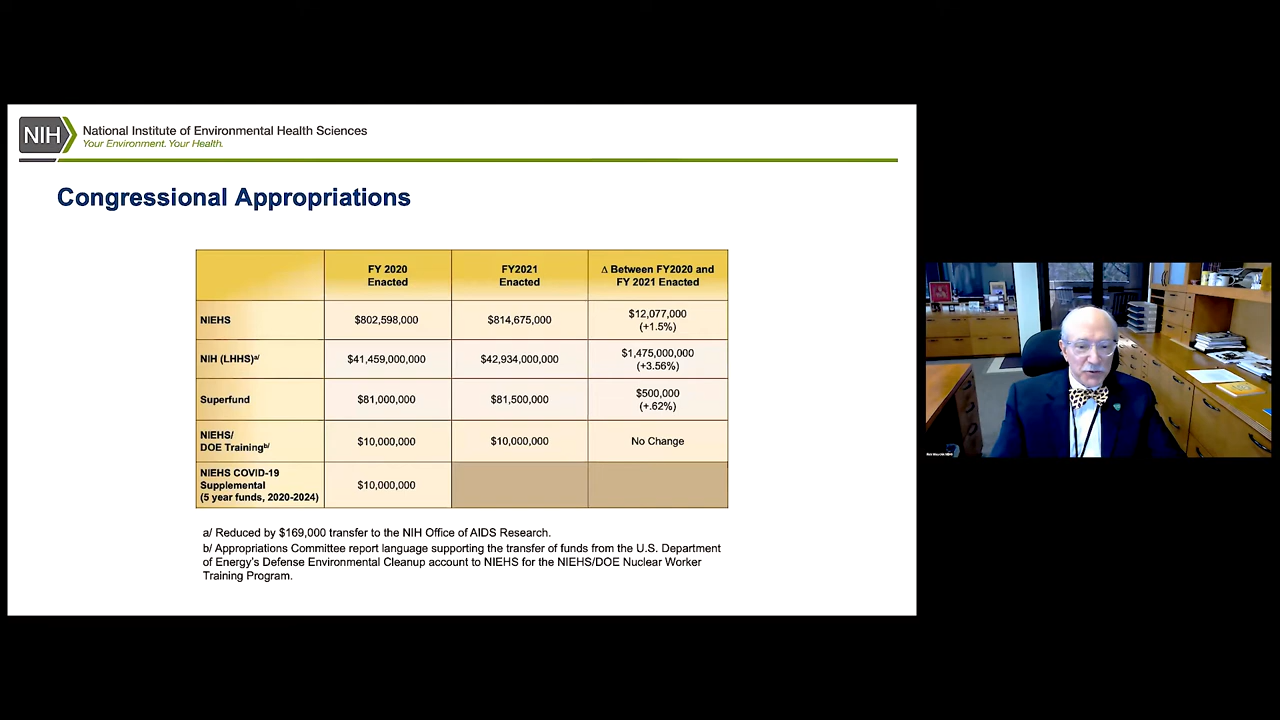 NIH
National Institute of Environmental Health Sciences
Your Environment. Your Health.
Congressional Appropriations
FY 2020 Enacted
FY2021 Enacted
Δ Between FY2020 and FY 2021 Enacted
NIEHS
$802,598,000
$814,675,000
$12,077,000
(+1.5%)
NIH (LHHS)a/
$41,459,000,000
$42,934,000,000
$1,475,000,000
(+3.56%)
Superfund
$81,000,000
$81,500,000
$500,000
(+.62%)
NIEHS/
DOE Trainingb/
$10,000,000
$10,000,000
No Change
NIEHS COVID-19
Supplemental
(5 year funds, 2020-2024)
$10,000,000
a/ Reduced by $169,000 transfer to the NIH Office of AIDS Research.
b/ Appropriations Committee report language supporting the transfer of funds from the U.S. Department
of Energy's Defense Environmental Cleanup account to NIEHS for the NIEHS/DOE Nuclear Worker
Training Program.